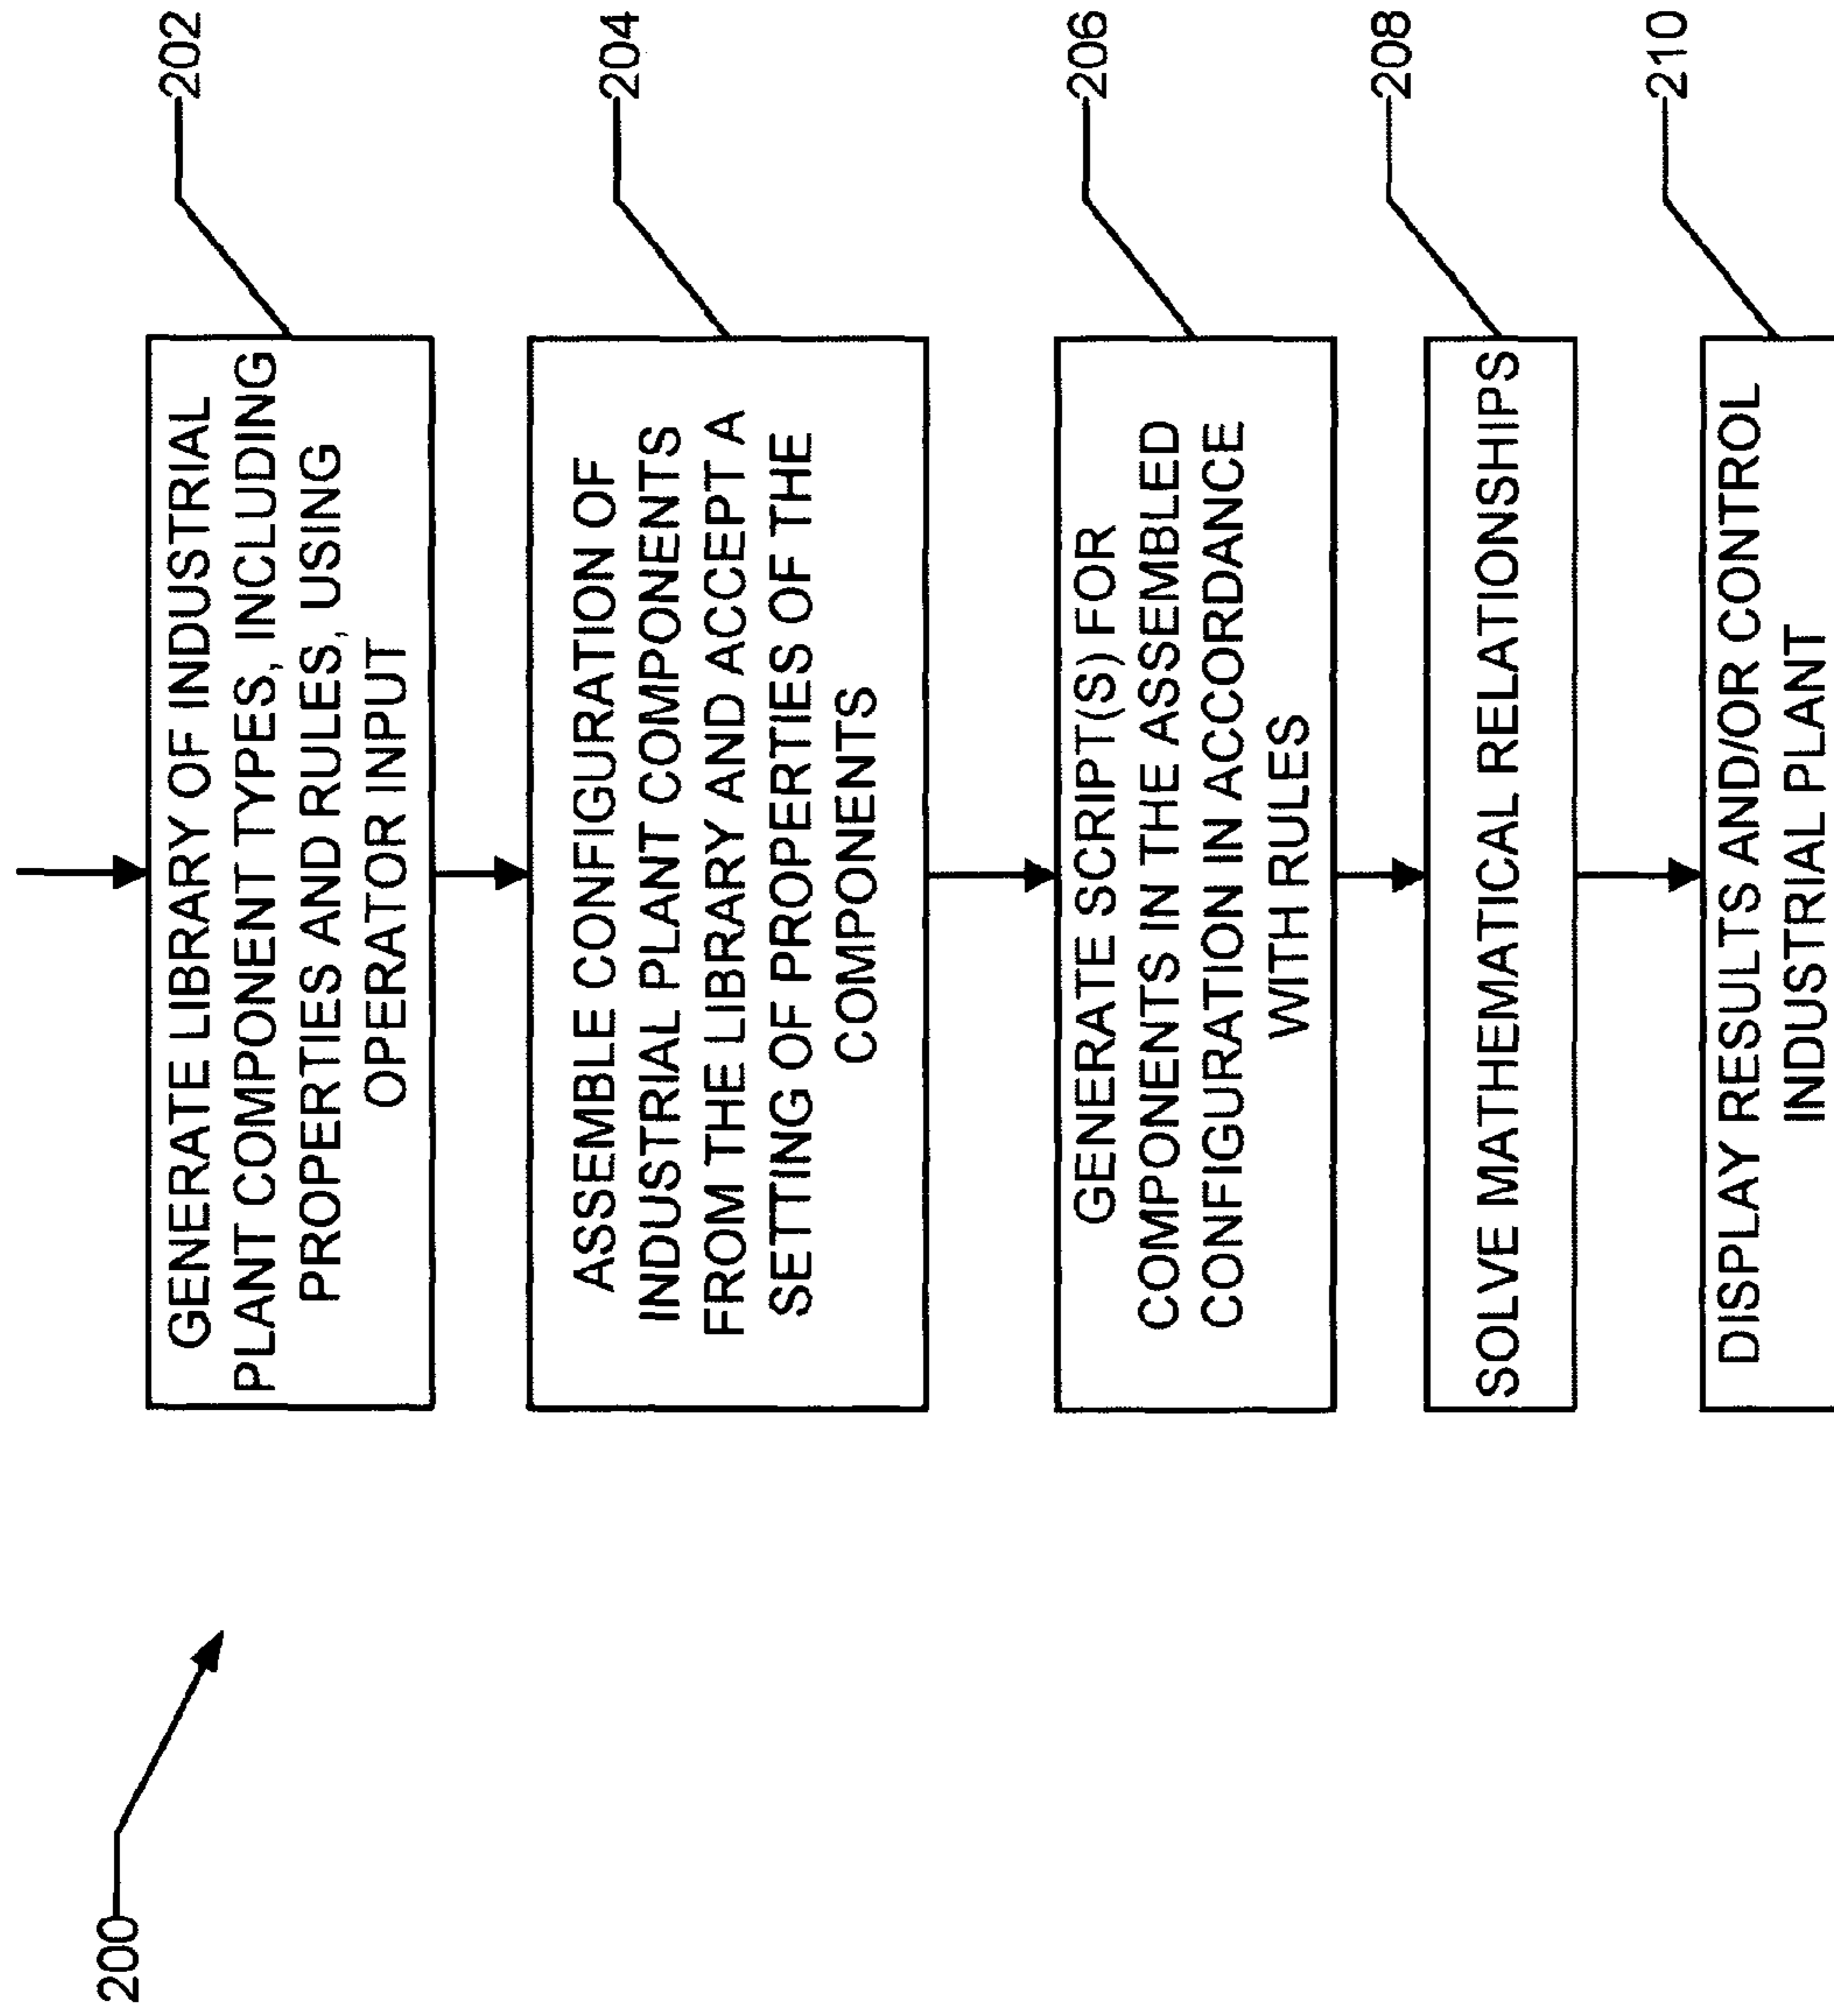 200
GENERATE LIBRARY OF INDUSTRIAL
PLANT COMPONENT TYPES, INCLUDING
PROPERTIES AND RULES, USING
OPERATOR INPUT
202
ASSEMBLE CONFIGURATION OF
INDUSTRIAL PLANT COMPONENTS
FROM THE LIBRARY AND ACCEPT A
SETTING OF PROPERTIES OF THE
COMPONENTS
204
GENERATE SCRIPT(S) FOR
COMPONENTS IN THE ASSEMBLED
CONFIGURATION IN ACCORDANCE
WITH RULES
206
SOLVE MATHEMATICAL RELATIONSHIPS
208
DISPLAY RESULTS AND/OR CONTROL
INDUSTRIAL PLANT
210